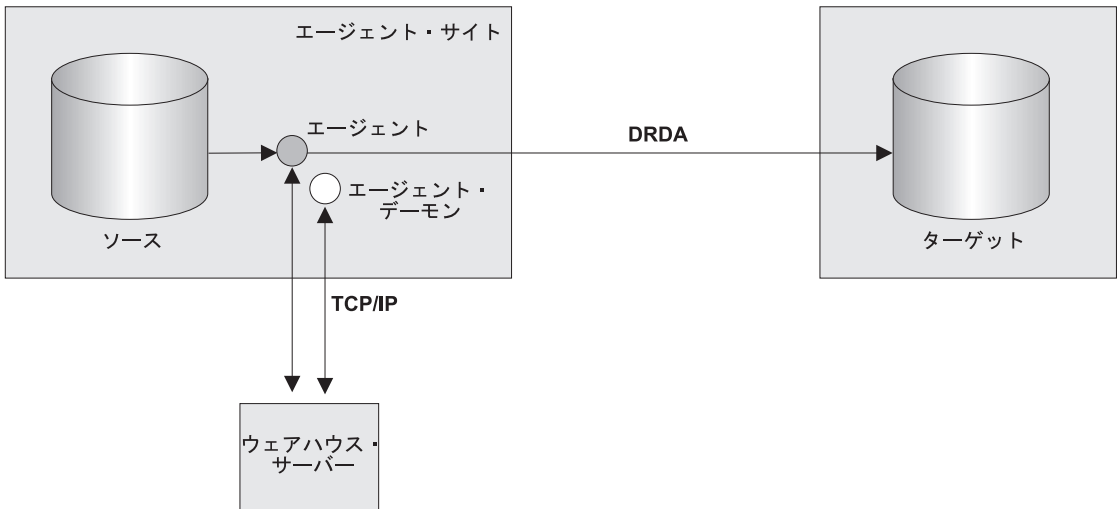 エージェント・サイト
エージェント
DRDA
エージェント・
デーモン
ソース
ターゲット
TCP/IP
ウェアハウス・
サーバー